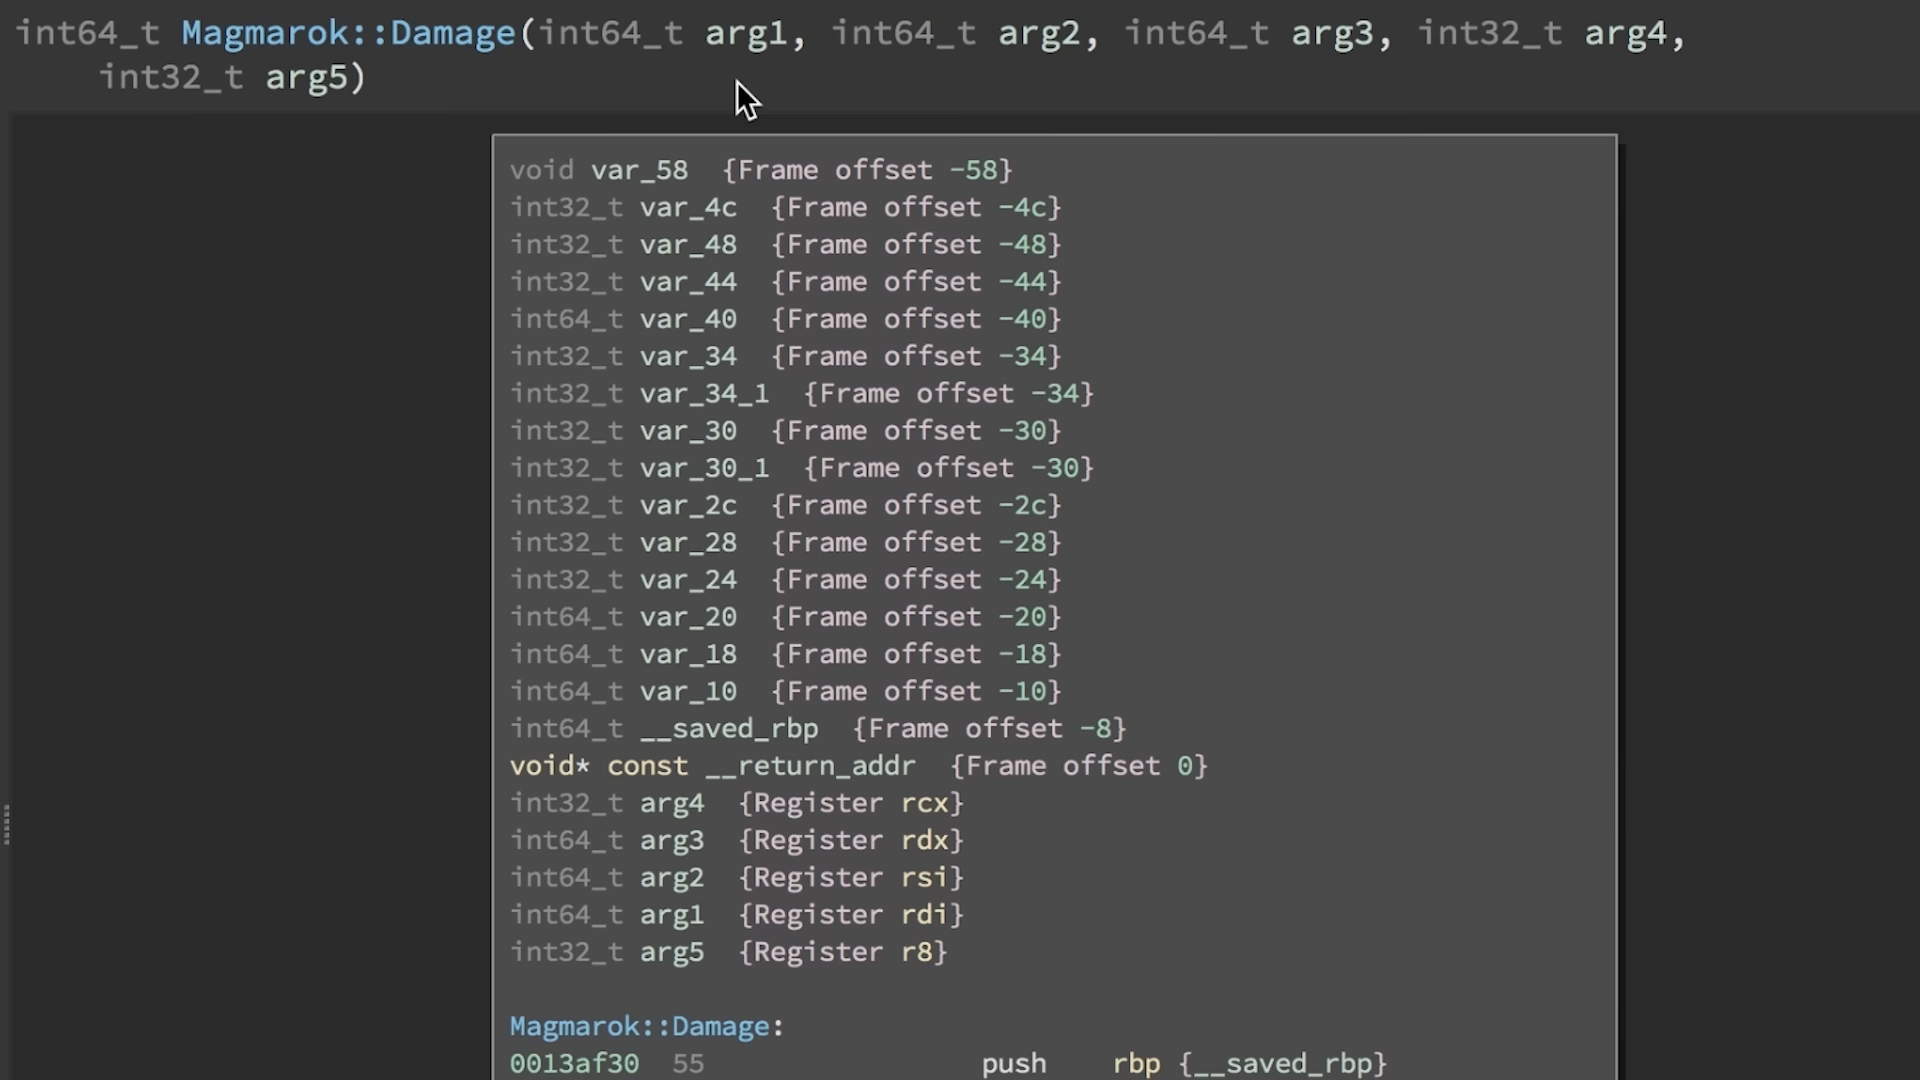 int64_t Magmarok::Damage(int64_t arg1, int64_t arg2, int64_t arg3, int32_t arg4,
int32_t arg5)
void var_58 {Frame offset -58}
int32_t var_4c {Frame offset -4c}
int32_t var_48 {Frame offset -48}
int32_t var_44 {Frame offset -44}
int64_t var_40 {Frame offset -40}
int32_t var_34 {Frame offset -34}
int32_t var_34_1 {Frame offset -34}
int32_t var_30 {Frame offset -30}
int32_t var_30_1 {Frame offset -30}
int32_t var_2c {Frame offset -2c}
int32_t var_28 {Frame offset -28}
int32_t var_24 {Frame offset -24}
int64_t var_20 {Frame offset -20}
int64_t var_18 {Frame offset -18}
int64_t var_10 {Frame offset -10}
int64_t __saved_rbp {Frame offset -8}
void* const __return_addr {Frame offset 0}
int32_t arg4 {Register rcx}
int64_t arg3 {Register rdx}
int64_t arg2 {Register rsi}
int64_t arg1 {Register rdi}
int32_t arg5 {Register r8}
Magmarok::Damage:
0013af30 55 push rbp {__saved_rbp}